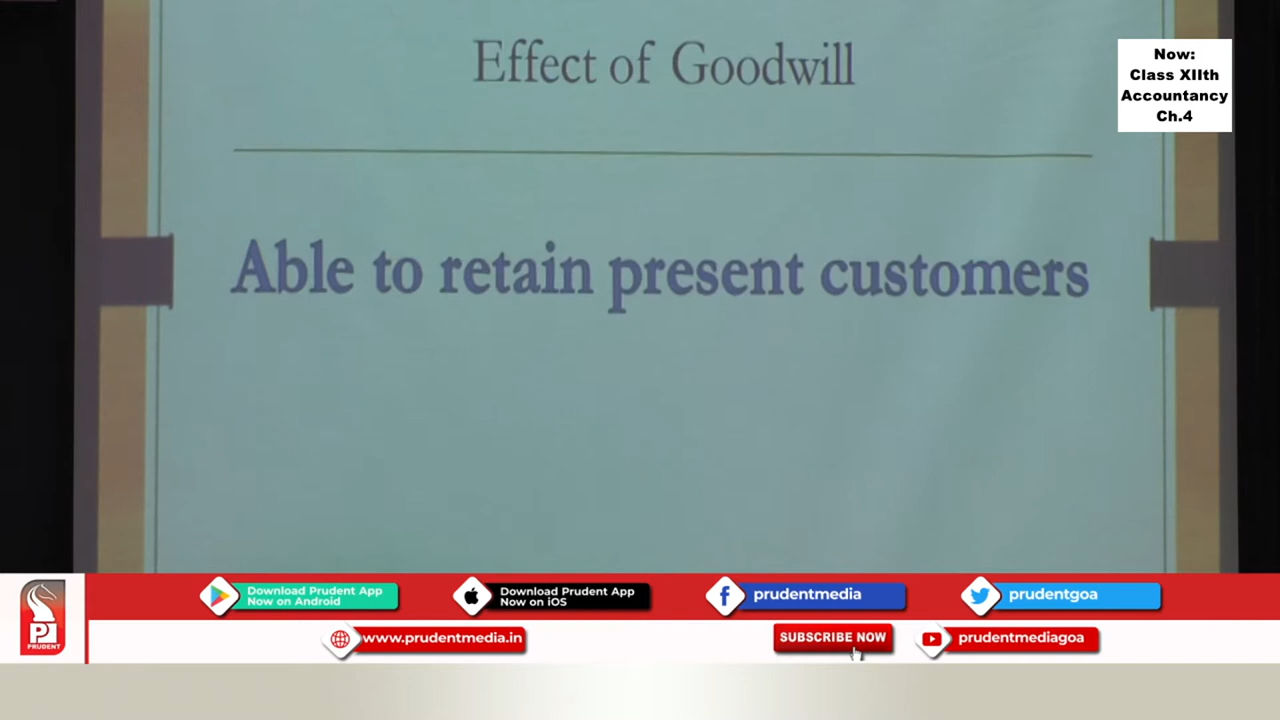 Effect of Goodwill
Now:
Class XIIth
Accountancy
Ch.4
Able to retain present customers
Download Prudent App
Now on Android
Download Prudent App
Now on iOS
prudentmedia
prudentgoa
PRUDENT
www.prudentmedia.in
SUBSCRIBE NOW
prudentmediagoa